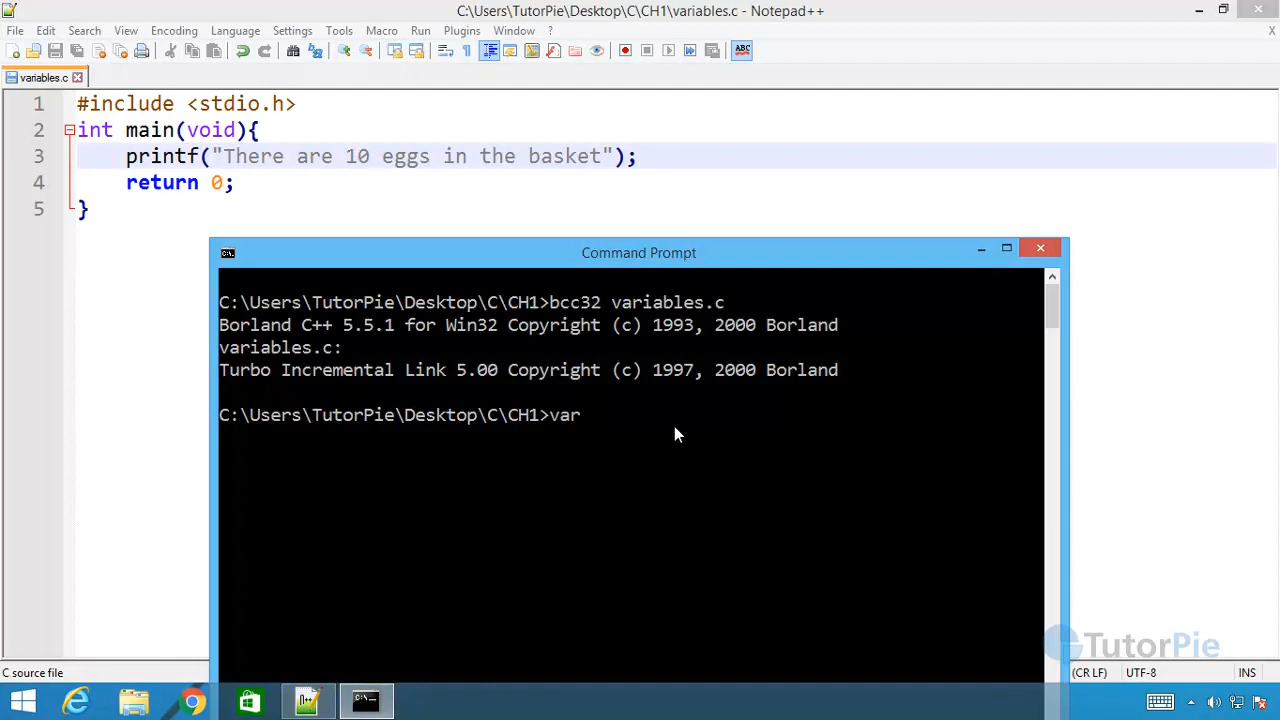 C:\Users\TutorPie\Desktop\C\CH1\variables.c - Notepad++
File Edit Search View Encoding Language Settings Tools Macro Run Plugins Window ?
X
ABC
variables.c
1 #include <stdio.h>
2 int main(void){
3 printf("There are 10 eggs in the basket");
4 return 0;
5 }
C:\. Command Prompt
C:\Users\TutorPie\Desktop\C\CH1>bcc32 variables.c
Borland C++ 5.5.1 for Win32 Copyright (c) 1993, 2000 Borland
variables.c:
Turbo Incremental Link 5.00 Copyright (c) 1997, 2000 Borland
C:\Users\TutorPie\Desktop\C\CH1>var
TutorPie
C source file (CR LF) UTF-8 INS